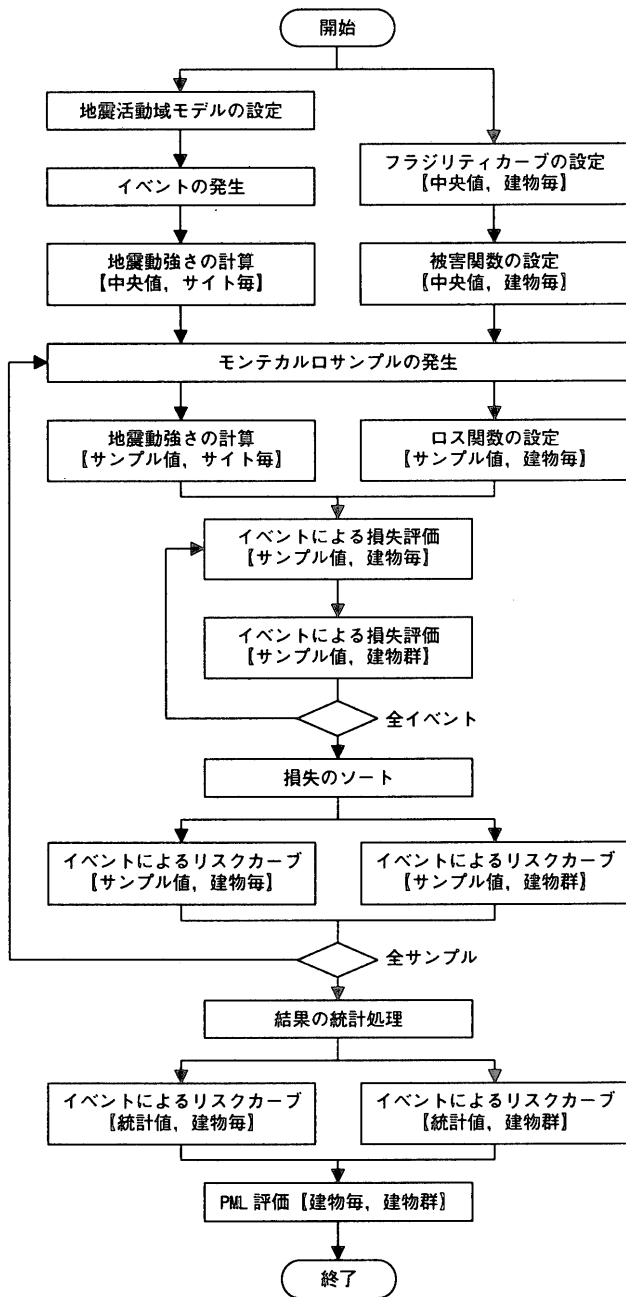 開始
地震活動域モデルの設定
イベントの発生
フラジリティカーブの設定
〖中央値，建物毎〗
地震動強さの計算
〖中央値，サイト毎〗
被害関数の設定
〖中央値，建物毎〗
モンテカルロサンプルの発生
地震動強さの計算
〖サンプル値，サイト毎〗
ロス関数の設定
〖サンプル値，建物毎〗
イベントによる損失評価
〖サンプル値，建物毎〗
イベントによる損失評価
〖サンプル値，建物群〗
全イベント
損失のソート
イベントによるリスクカーブ
〖サンプル値，建物毎〗
イベントによるリスクカーブ
〖サンプル値，建物群〗
全サンプル
結果の統計処理
イベントによるリスクカーブ
〖統計値，建物毎〗
イベントによるリスクカーブ
〖統計値，建物群〗
PML 評価〖建物毎，建物群〗
終了